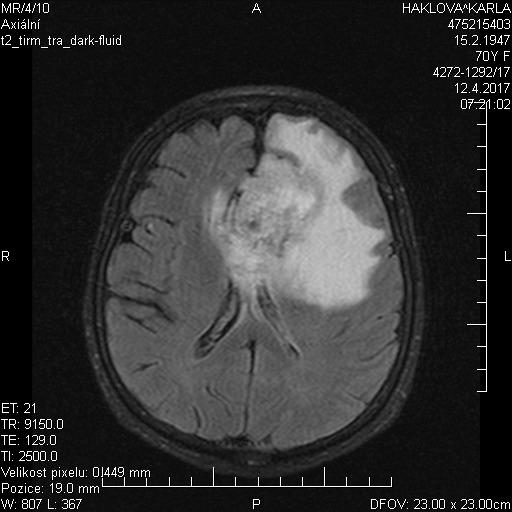 MR/4/10
Axiální
t2_tirm_tra_dark-fluid
A
HAKLOVA^KARLA
475215403
15.2.1947
70Y F
4272-1292/17
12.4.2017
07:21:02
R
L
ET: 21
TR: 9150.0
TE: 129.0
TI: 2500.0
Velikost pixelu: 0.449 mm
Pozice: 19.0 mm
W: 807 L: 367
P
DFOV: 23.00 x 23.00cm